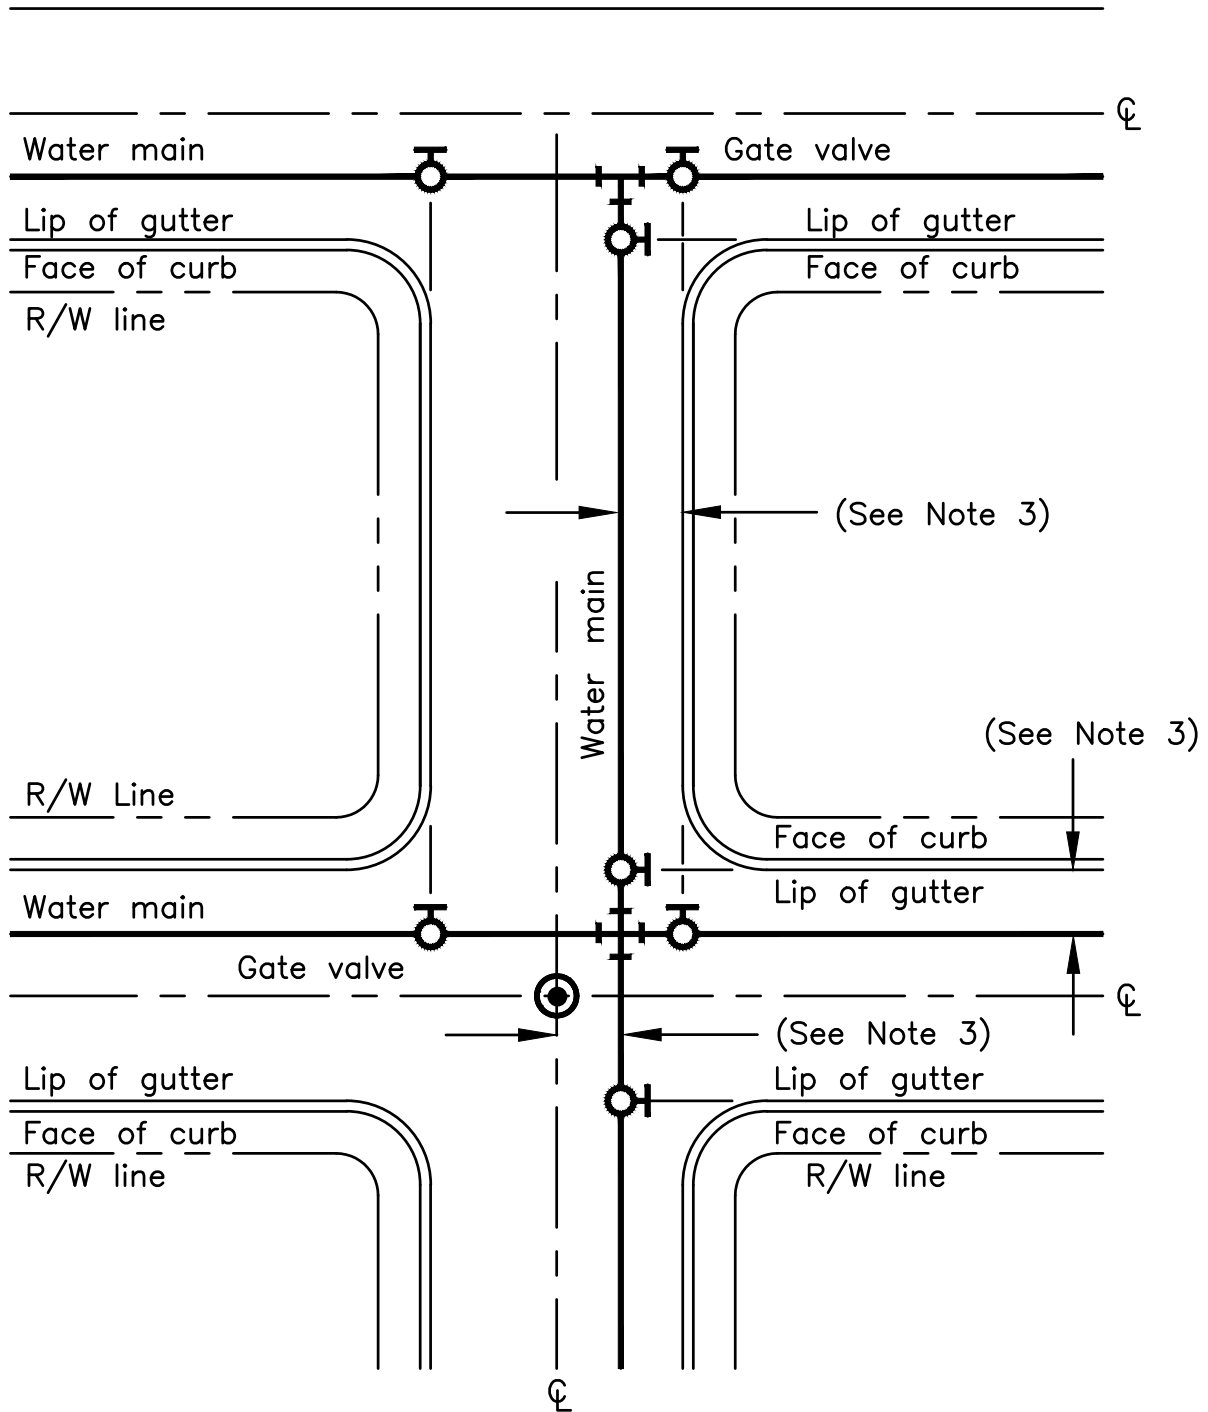 ℄
Water main
Gate valve
Lip of gutter
Lip of gutter
Face of curb
Face of curb
R/W line
(See Note 3)
Water main
(See Note 3)
R/W Line
Face of curb
Lip of gutter
Water main
Gate valve
℄
(See Note 3)
Lip of gutter
Lip of gutter
Face of curb
Face of curb
R/W line
R/W line
℄